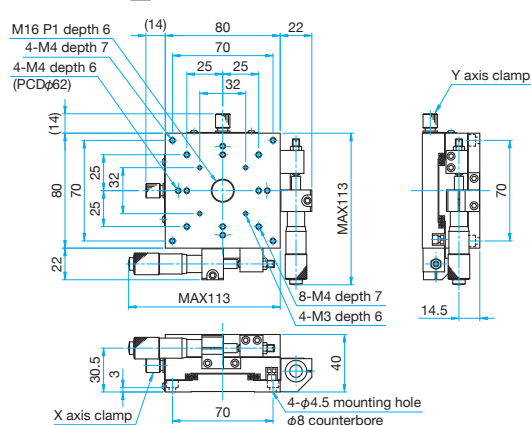 (14)
80
22
M16 P1 depth 6
4-M4 depth 7
70
4-M4 depth 6
(PCDφ62)
25
25
32
Y axis clamp
(14)
80
70
25
32
25
22
MAX113
MAX113
70
8-M4 depth 7
4-M3 depth 6
14.5
30.5
3
40
X axis clamp
70
4-φ4.5 mounting hole
φ8 counterbore